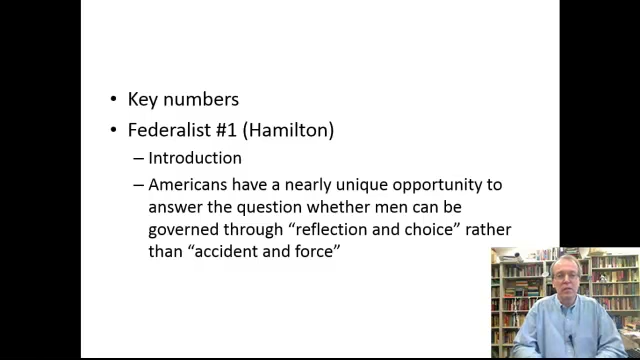 • Key numbers
• Federalist #1 (Hamilton)
– Introduction
– Americans have a nearly unique opportunity to
answer the question whether men can be
governed through “reflection and choice” rather
than “accident and force”